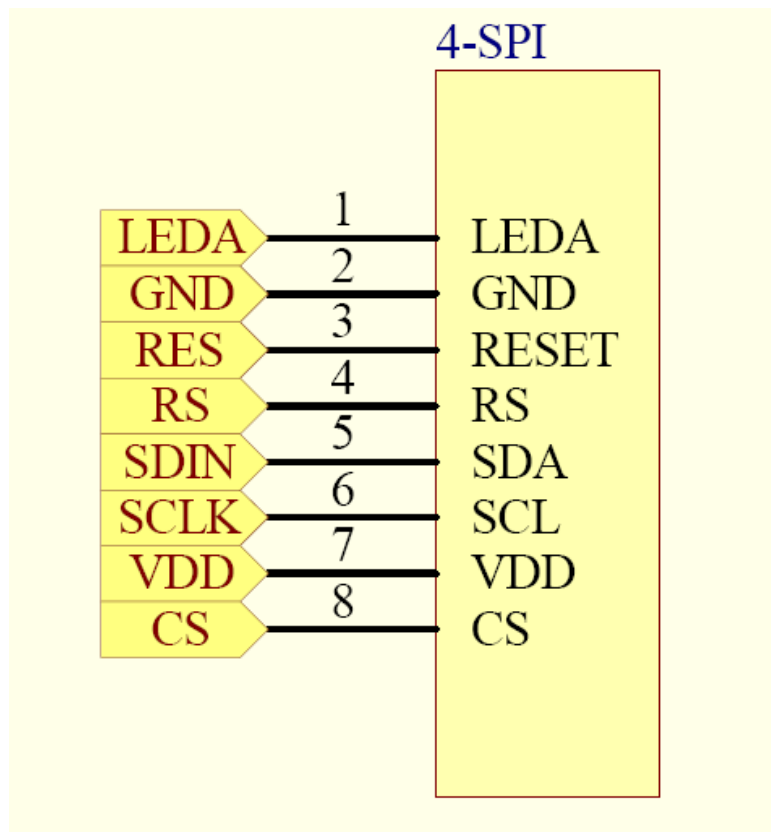 4-SPI
LEDA 1 LEDA
GND 2 GND
RES 3 RESET
RS 4 RS
SDIN 5 SDA
SCLK 6 SCL
VDD 7 VDD
CS 8 CS